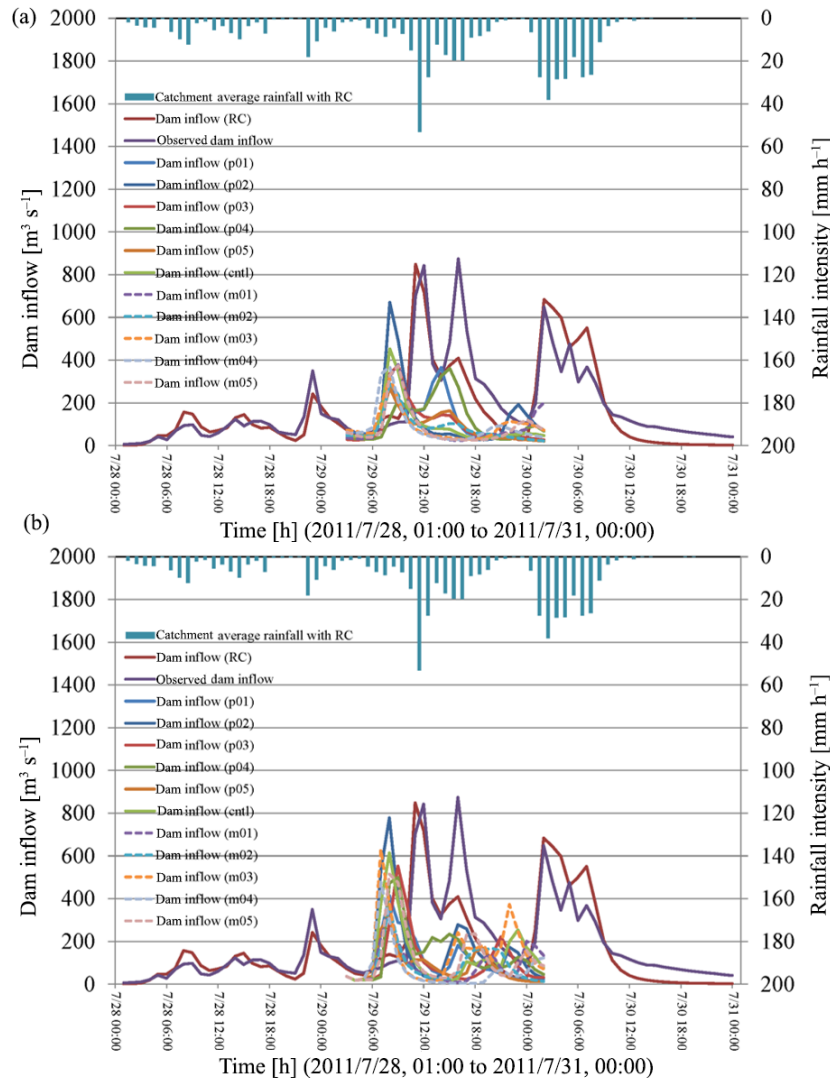 (a)
2000
1800
1600
1400
1200
1000
800
600
400
200
0
Dam inflow [m³ s⁻¹]
0
20
40
60
80
100
120
140
160
180
200
Rainfall intensity [mm h⁻¹]
Catchment average rainfall with RC
Dam inflow (RC)
Observed dam inflow
Dam inflow (p01)
Dam inflow (p02)
Dam inflow (p03)
Dam inflow (p04)
Dam inflow (p05)
Dam inflow (cntl)
Dam inflow (m01)
Dam inflow (m02)
Dam inflow (m03)
Dam inflow (m04)
Dam inflow (m05)
7/28 00:00
7/28 06:00
7/28 12:00
7/28 18:00
7/29 00:00
7/29 06:00
7/29 12:00
7/29 18:00
7/30 00:00
7/30 06:00
7/30 12:00
7/30 18:00
7/31 00:00
Time [h] (2011/7/28, 01:00 to 2011/7/31, 00:00)
(b)
2000
1800
1600
1400
1200
1000
800
600
400
200
0
Dam inflow [m³ s⁻¹]
0
20
40
60
80
100
120
140
160
180
200
Rainfall intensity [mm h⁻¹]
Catchment average rainfall with RC
Dam inflow (RC)
Observed dam inflow
Dam inflow (p01)
Dam inflow (p02)
Dam inflow (p03)
Dam inflow (p04)
Dam inflow (p05)
Dam inflow (cntl)
Dam inflow (m01)
Dam inflow (m02)
Dam inflow (m03)
Dam inflow (m04)
Dam inflow (m05)
7/28 00:00
7/28 06:00
7/28 12:00
7/28 18:00
7/29 00:00
7/29 06:00
7/29 12:00
7/29 18:00
7/30 00:00
7/30 06:00
7/30 12:00
7/30 18:00
7/31 00:00
Time [h] (2011/7/28, 01:00 to 2011/7/31, 00:00)